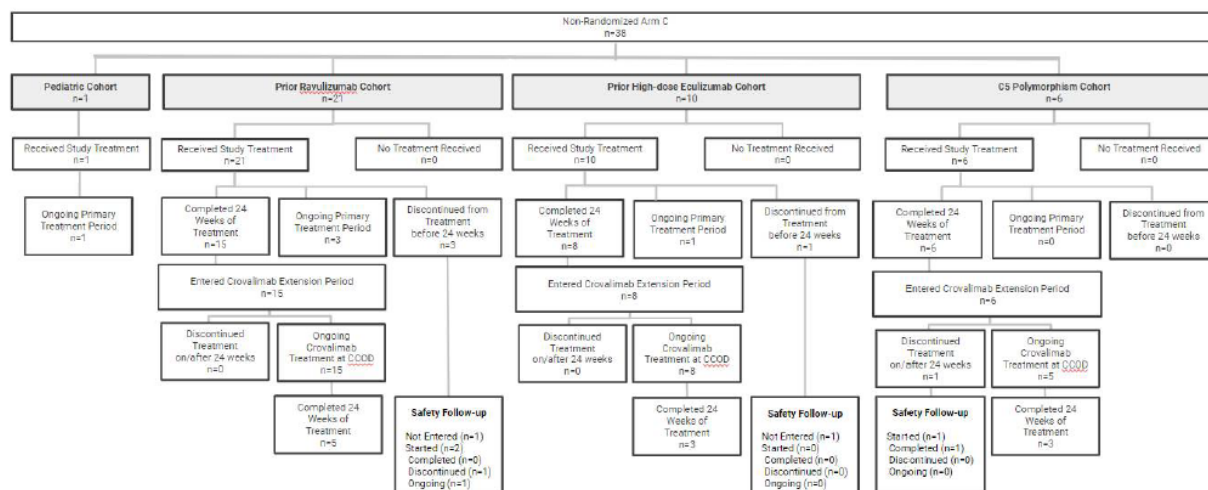 Non-Randomized Arm C
n=38
Pediatric Cohort
n=1
Prior Ravulizumab Cohort
n=21
Prior High-dose Eculizumab Cohort
n=10
C5 Polymorphism Cohort
n=6
Received Study Treatment
n=1
Received Study Treatment
n=21
No Treatment Received
n=0
Received Study Treatment
n=10
No Treatment Received
n=0
Received Study Treatment
n=6
No Treatment Received
n=0
Ongoing Primary
Treatment Period
n=1
Completed 24
Weeks of
Treatment
n=15
Ongoing Primary
Treatment Period
n=3
Discontinued from
Treatment
before 24 weeks
n=3
Completed 24
Weeks of
Treatment
n=8
Ongoing Primary
Treatment Period
n=1
Discontinued from
Treatment
before 24 weeks
n=1
Completed 24
Weeks of
Treatment
n=6
Ongoing Primary
Treatment Period
n=0
Discontinued from
Treatment
before 24 weeks
n=0
Entered Crovalimab Extension Period
n=15
Entered Crovalimab Extension Period
n=8
Entered Crovalimab Extension Period
n=6
Discontinued
Treatment
on/after 24 weeks
n=0
Ongoing
Crovalimab
Treatment at CCOD
n=15
Discontinued
Treatment
on/after 24 weeks
n=0
Ongoing
Crovalimab
Treatment at CCOD
n=8
Discontinued
Treatment
on/after 24 weeks
n=1
Ongoing
Crovalimab
Treatment at CCOD
n=5
Completed 24
Weeks of
Treatment
n=5
Safety Follow-up
Not Entered (n=1)
Started (n=2)
Completed (n=0)
Discontinued (n=1)
Ongoing (n=1)
Completed 24
Weeks of
Treatment
n=3
Safety Follow-up
Not Entered (n=1)
Started (n=0)
Completed (n=0)
Discontinued (n=0)
Ongoing (n=0)
Safety Follow-up
Started (n=1)
Completed (n=1)
Discontinued (n=0)
Ongoing (n=0)
Completed 24
Weeks of
Treatment
n=3